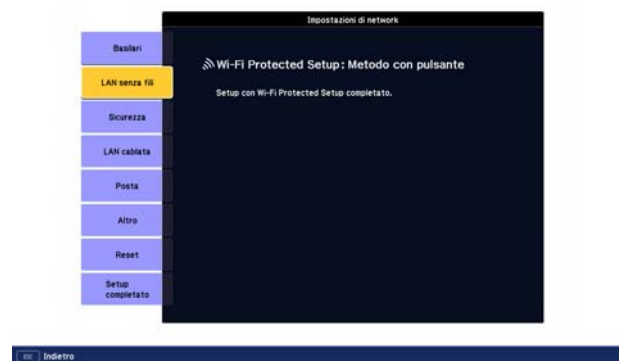 Impostazioni di network
Basilari
LAN senza fili
Sicurezza
LAN cablata
Posta
Altro
Reset
Setup
completato
Wi-Fi Protected Setup: Metodo con pulsante
Setup con Wi-Fi Protected Setup completato.
Esc Indietro